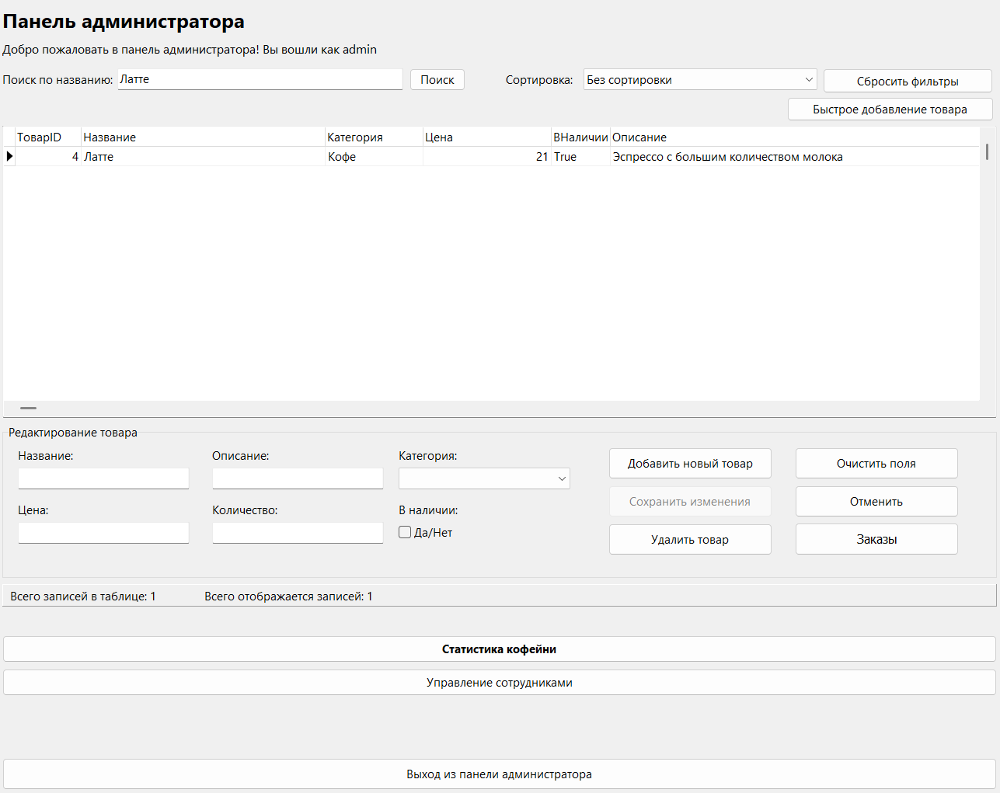 Панель администратора
Добро пожаловать в панель администратора! Вы вошли как admin
Поиск по названию: Латте Поиск Сортировка: Без сортировки Сбросить фильтры
Быстрое добавление товара
ТоварID Название Категория Цена ВНаличии Описание
4 Латте Кофе 21 True Эспрессо с большим количеством молока
Редактирование товара
Название: Описание: Категория:
Добавить новый товар Очистить поля
Сохранить изменения Отменить
Цена: Количество: В наличии:
Да/Нет
Удалить товар Заказы
Всего записей в таблице: 1 Всего отображается записей: 1
Статистика кофейни
Управление сотрудниками
Выход из панели администратора